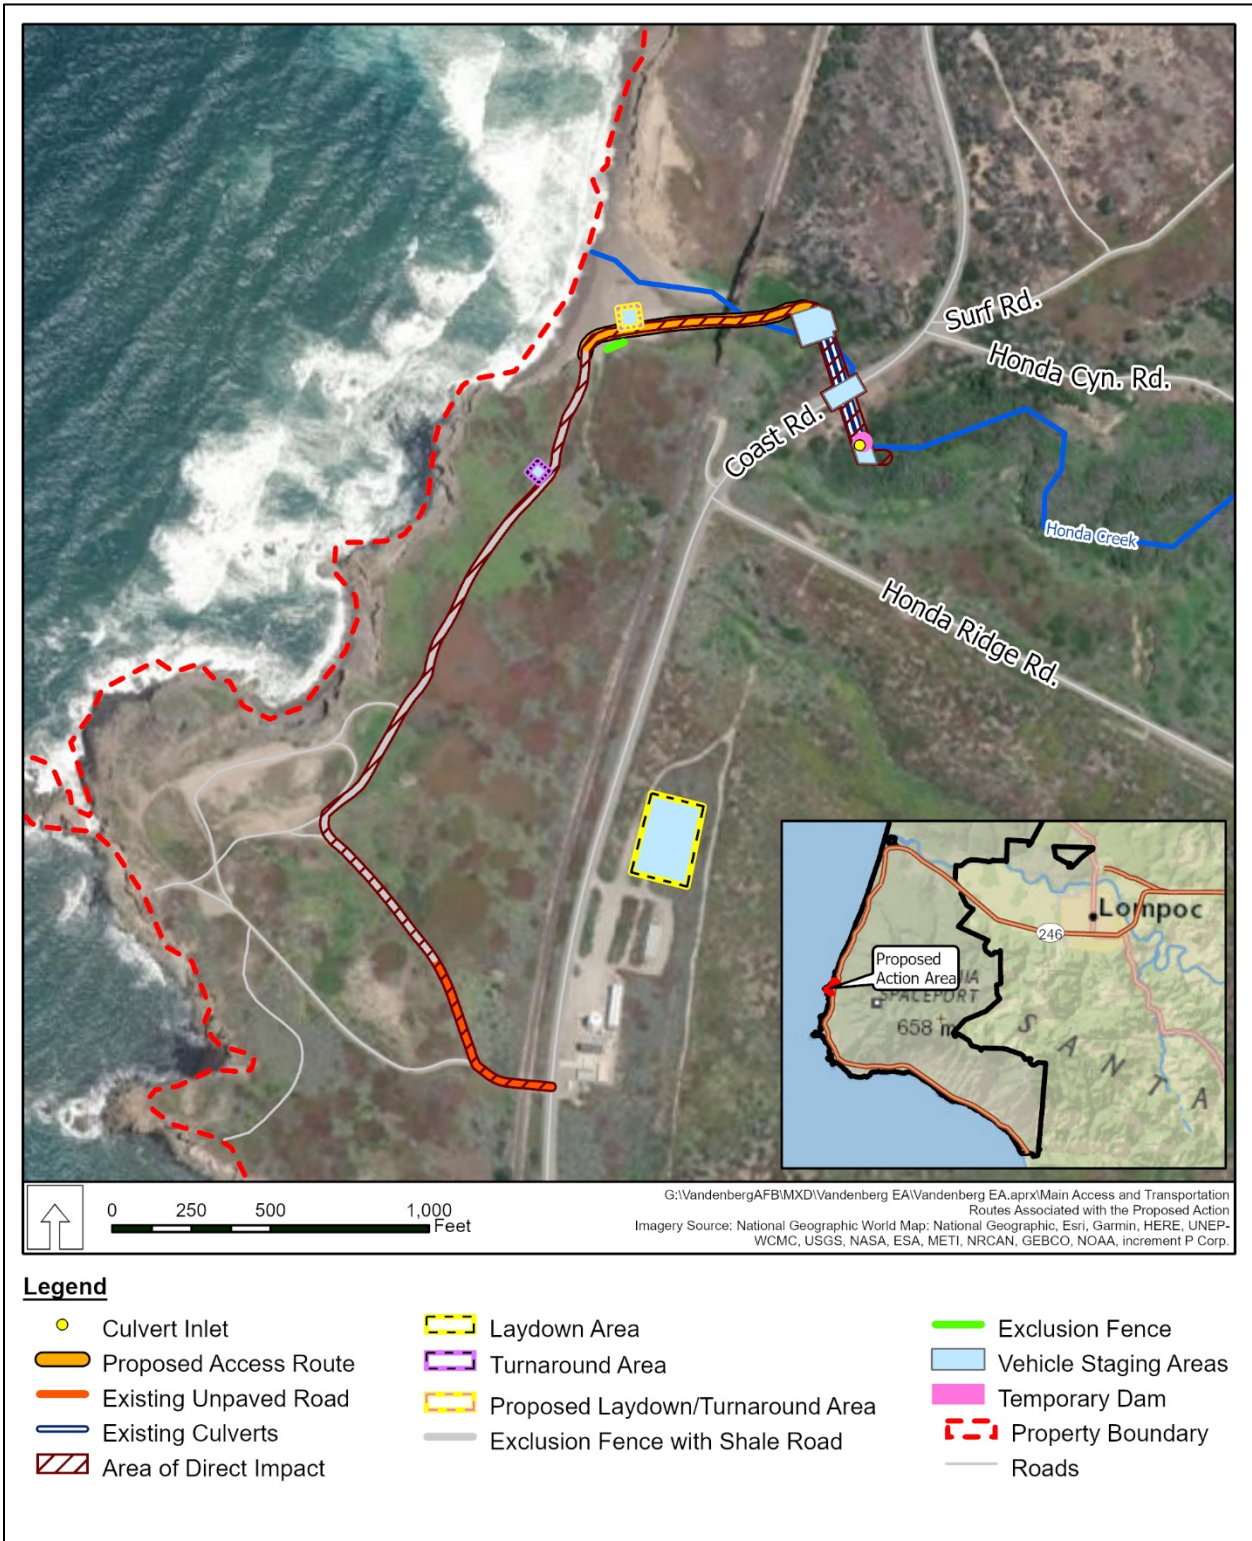 Surf Rd.
Honda Cyn. Rd.
Coast Rd.
Honda Creek
Honda Ridge Rd.
Lompoc
246
Proposed
Action Area
SPACEPORT
658 m
S A N T A
0 250 500 1,000
Feet
G:\VandenbergAFB\MXD\Vandenberg EA\Vandenberg EA.aprx\Main Access and Transportation
Routes Associated with the Proposed Action
Imagery Source: National Geographic World Map: National Geographic, Esri, Garmin, HERE, UNEP-
WCMC, USGS, NASA, ESA, METI, NRCAN, GEBCO, NOAA, increment P Corp.
Legend
Culvert Inlet
Proposed Access Route
Existing Unpaved Road
Existing Culverts
Area of Direct Impact
Laydown Area
Turnaround Area
Proposed Laydown/Turnaround Area
Exclusion Fence with Shale Road
Exclusion Fence
Vehicle Staging Areas
Temporary Dam
Property Boundary
Roads